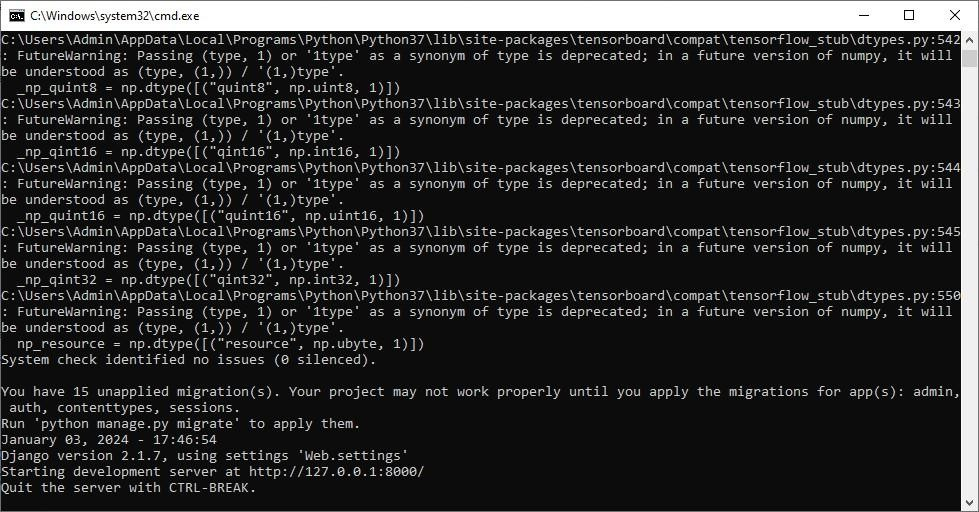 C:\Windows\system32\cmd.exe
C:\Users\Admin\AppData\Local\Programs\Python\Python37\lib\site-packages\tensorboard\compat\tensorflow_stub\dtypes.py:542
: FutureWarning: Passing (type, 1) or '1type' as a synonym of type is deprecated; in a future version of numpy, it will
be understood as (type, (1,)) / '(1,)type'.
  _np_quint8 = np.dtype([("quint8", np.uint8, 1)])
C:\Users\Admin\AppData\Local\Programs\Python\Python37\lib\site-packages\tensorboard\compat\tensorflow_stub\dtypes.py:543
: FutureWarning: Passing (type, 1) or '1type' as a synonym of type is deprecated; in a future version of numpy, it will
be understood as (type, (1,)) / '(1,)type'.
  _np_qint16 = np.dtype([("qint16", np.int16, 1)])
C:\Users\Admin\AppData\Local\Programs\Python\Python37\lib\site-packages\tensorboard\compat\tensorflow_stub\dtypes.py:544
: FutureWarning: Passing (type, 1) or '1type' as a synonym of type is deprecated; in a future version of numpy, it will
be understood as (type, (1,)) / '(1,)type'.
  _np_quint16 = np.dtype([("quint16", np.uint16, 1)])
C:\Users\Admin\AppData\Local\Programs\Python\Python37\lib\site-packages\tensorboard\compat\tensorflow_stub\dtypes.py:545
: FutureWarning: Passing (type, 1) or '1type' as a synonym of type is deprecated; in a future version of numpy, it will
be understood as (type, (1,)) / '(1,)type'.
  _np_qint32 = np.dtype([("qint32", np.int32, 1)])
C:\Users\Admin\AppData\Local\Programs\Python\Python37\lib\site-packages\tensorboard\compat\tensorflow_stub\dtypes.py:550
: FutureWarning: Passing (type, 1) or '1type' as a synonym of type is deprecated; in a future version of numpy, it will
be understood as (type, (1,)) / '(1,)type'.
  np_resource = np.dtype([("resource", np.ubyte, 1)])
System check identified no issues (0 silenced).

You have 15 unapplied migration(s). Your project may not work properly until you apply the migrations for app(s): admin,
 auth, contenttypes, sessions.
Run 'python manage.py migrate' to apply them.
January 03, 2024 - 17:46:54
Django version 2.1.7, using settings 'Web.settings'
Starting development server at http://127.0.0.1:8000/
Quit the server with CTRL-BREAK.